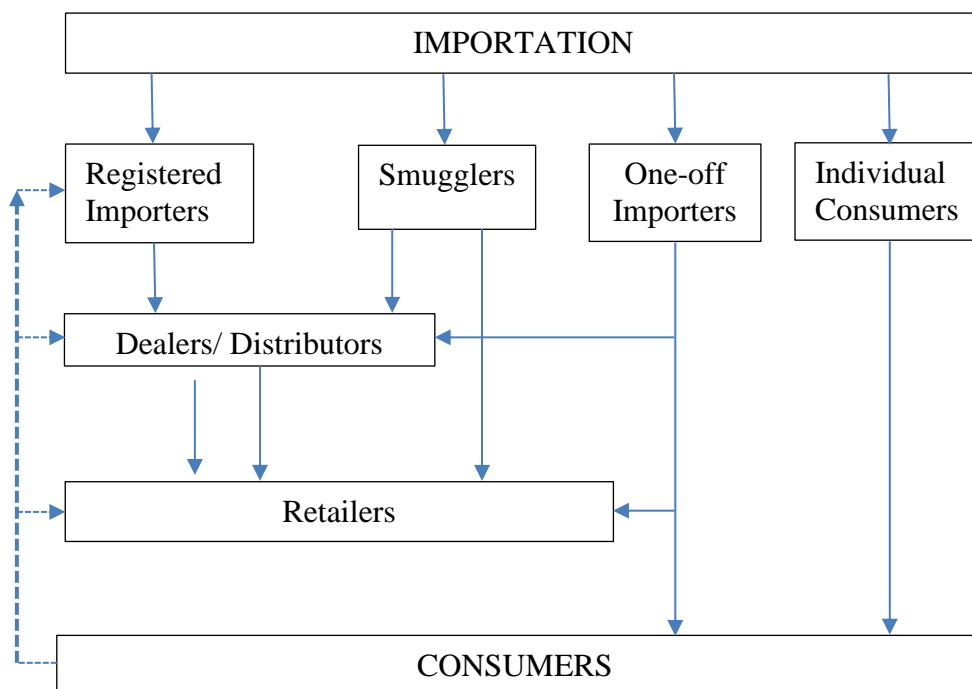 IMPORTATION
Registered
Importers
Smugglers
One-off
Importers
Individual
Consumers
Dealers/ Distributors
Retailers
CONSUMERS